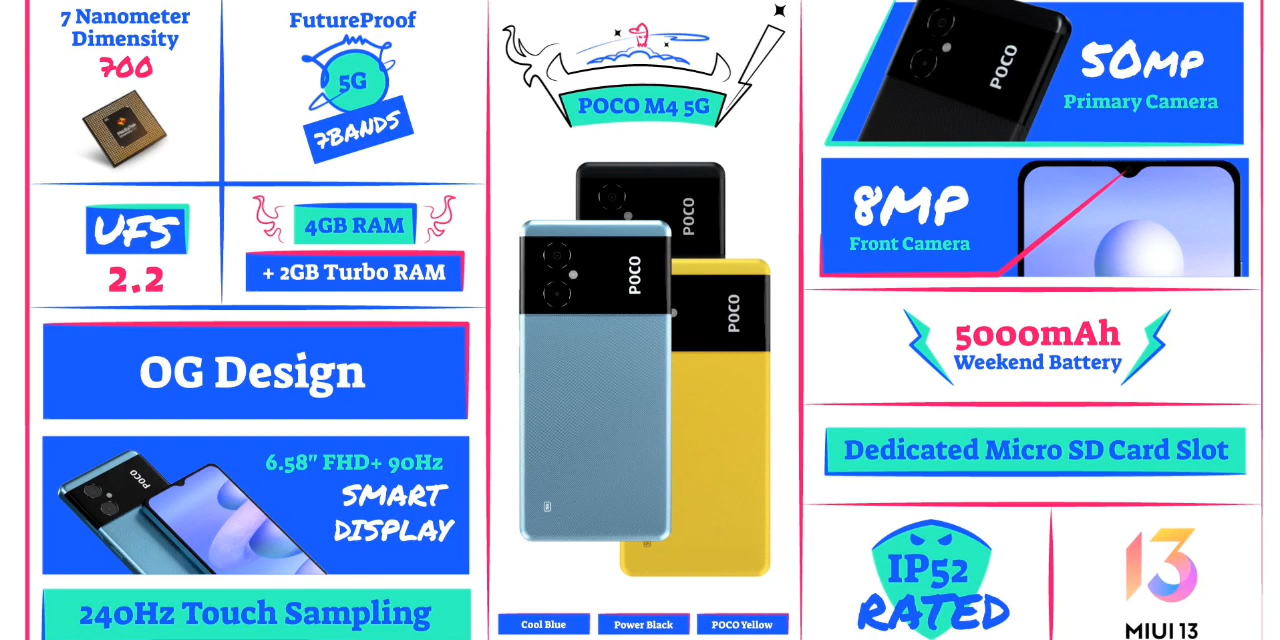 7 Nanometer
Dimensity
700
FutureProof
5G
7BANDS
UFS
2.2
4GB RAM
+ 2GB Turbo RAM
OG Design
6.58" FHD+ 90Hz
SMART
DISPLAY
POCO
240Hz Touch Sampling
POCO M4 5G
POCO
POCO
POCO
Cool Blue
Power Black
POCO Yellow
POCO
50MP
Primary Camera
8MP
Front Camera
5000mAh
Weekend Battery
Dedicated Micro SD Card Slot
IP52
RATED
13
MIUI 13